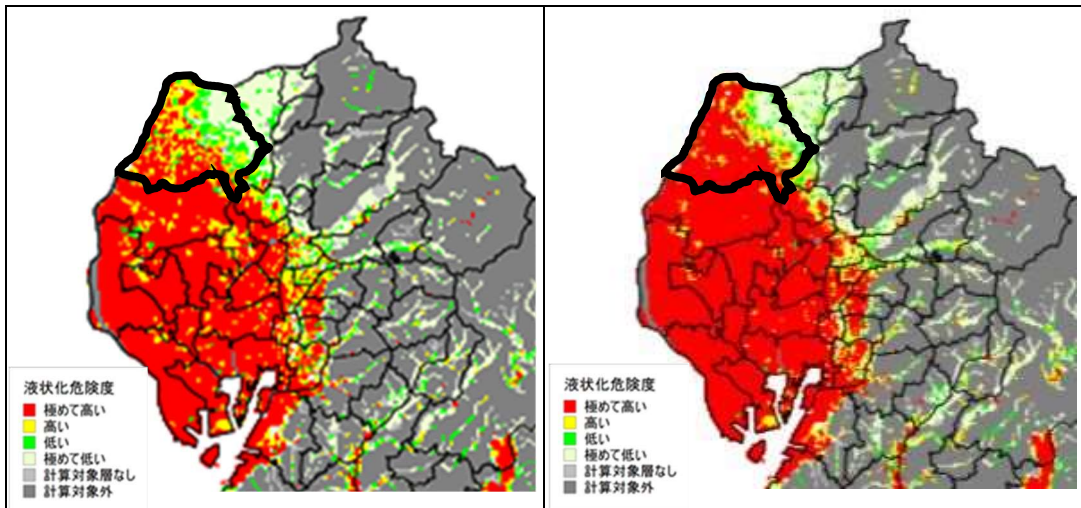 液状化危険度
極めて高い
高い
低い
極めて低い
計算対象層なし
計算対象外
液状化危険度
極めて高い
高い
低い
極めて低い
計算対象層なし
計算対象外